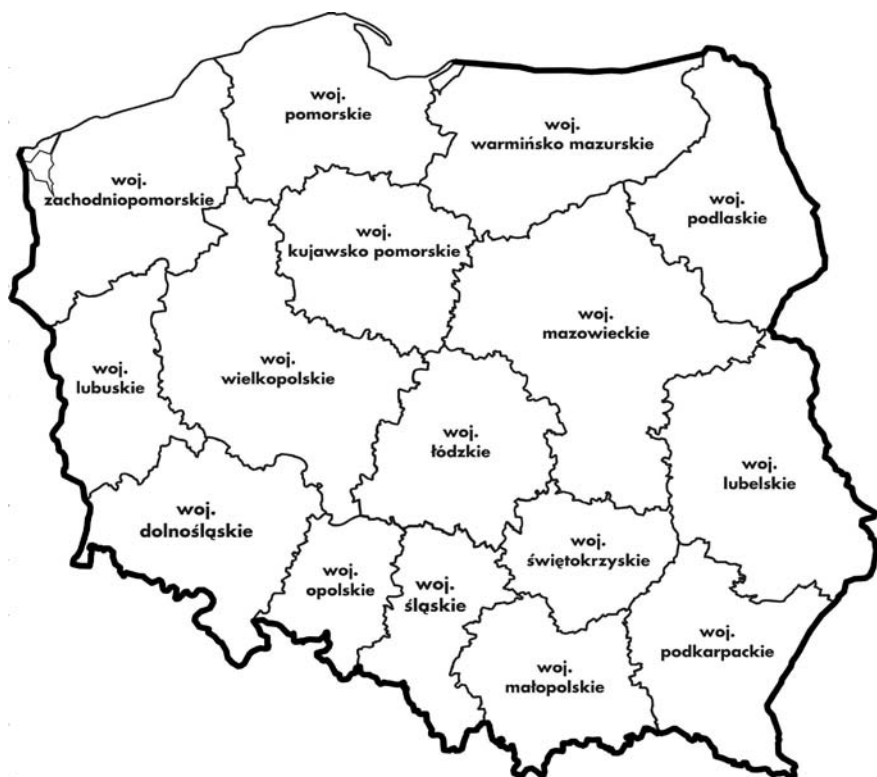 woj.
pomorskie
woj.
warmińsko mazurskie
woj.
zachodniopomorskie
woj.
podlaskie
woj.
kujawsko pomorskie
woj.
mazowieckie
woj.
lubuskie
woj.
wielkopolskie
woj.
łódzkie
woj.
lubelskie
woj.
dolnośląskie
woj.
świętokrzyskie
woj.
opolskie
woj.
śląskie
woj.
podkarpackie
woj.
małopolskie